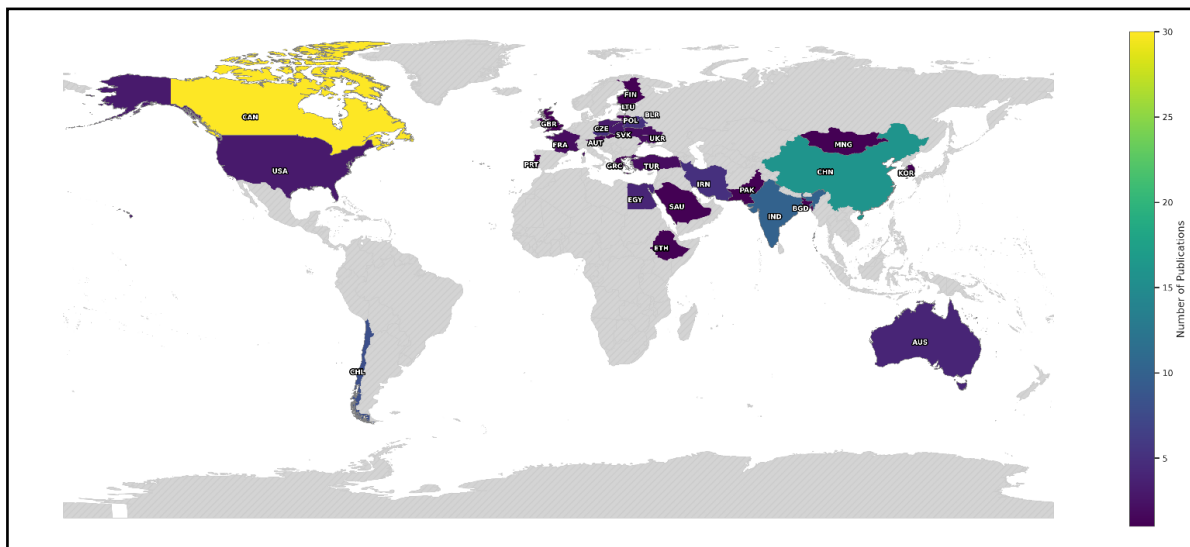 30
25
20
15
10
5
Number of Publications
CAN
USA
CHL
FIN
LTU
BLR
GBR
CZE
POL
SVK
UKR
FRA
AUT
PRT
GRC
TUR
MNG
CHN
KOR
IRN
PAK
EGY
SAU
IND
BGD
ETH
AUS